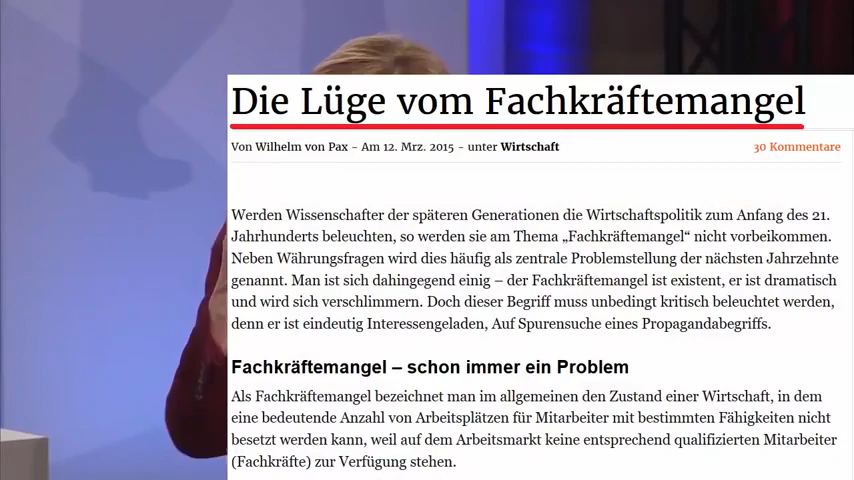 Die Lüge vom Fachkräftemangel
Von Wilhelm von Pax – Am 12. Mrz. 2015 – unter Wirtschaft
30 Kommentare
Werden Wissenschafter der späteren Generationen die Wirtschaftspolitik zum Anfang des 21.
Jahrhunderts beleuchten, so werden sie am Thema „Fachkräftemangel“ nicht vorbeikommen.
Neben Währungsfragen wird dies häufig als zentrale Problemstellung der nächsten Jahrzehnte
genannt. Man ist sich dahingegend einig – der Fachkräftemangel ist existent, er ist dramatisch
und wird sich verschlimmern. Doch dieser Begriff muss unbedingt kritisch beleuchtet werden,
denn er ist eindeutig Interessengeladen, Auf Spurensuche eines Propagandabegriffs.
Fachkräftemangel – schon immer ein Problem
Als Fachkräftemangel bezeichnet man im allgemeinen den Zustand einer Wirtschaft, in dem
eine bedeutende Anzahl von Arbeitsplätzen für Mitarbeiter mit bestimmten Fähigkeiten nicht
besetzt werden kann, weil auf dem Arbeitsmarkt keine entsprechend qualifizierten Mitarbeiter
(Fachkräfte) zur Verfügung stehen.